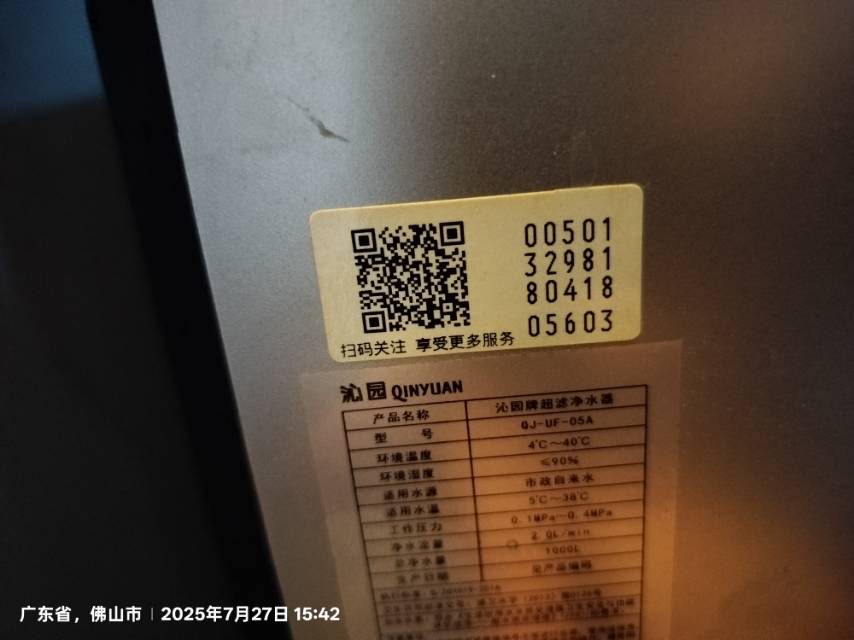 00501
32981
80418
05603
扫码关注 享受更多服务
沁园 QINYUAN
产品名称 沁园牌超滤净水器
型 号 QJ-UF-05A
环境温度 4℃~40℃
环境湿度 ≤90%
适用水源 市政自来水
适用水温 5℃~38℃
工作压力 0.1MPa~0.4MPa
净水流量 2.0L/min
总净水量 1000L
生产日期 见产品编码
广东省，佛山市 | 2025年7月27日 15:42